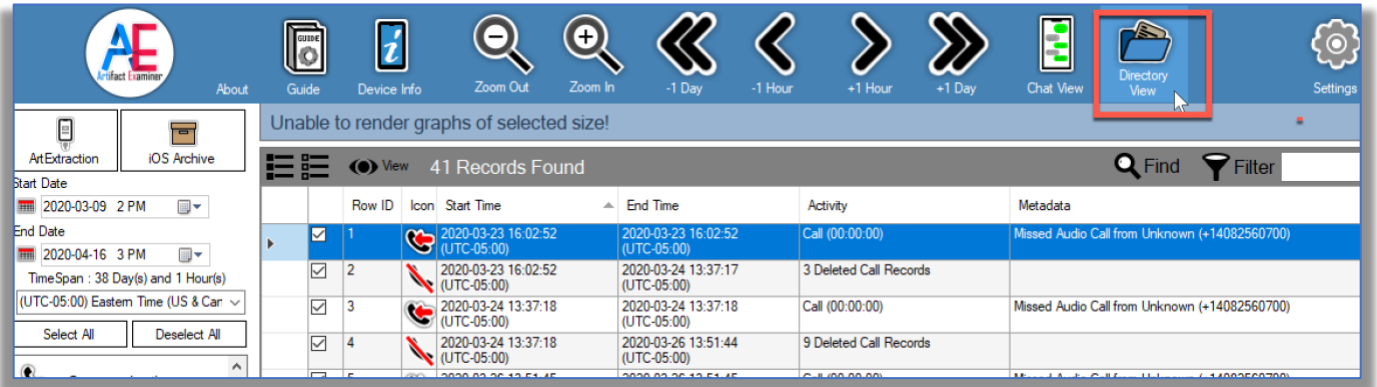 GUIDE
AE
Artifact Examiner
About
Guide
Device Info
Zoom Out
Zoom In
-1 Day
-1 Hour
+1 Hour
+1 Day
Chat View
Directory
View
Settings
Unable to render graphs of selected size!
ArtExtraction
iOS Archive
View
41 Records Found
Find
Filter
Start Date
2020-03-09 2 PM
End Date
2020-04-16 3 PM
TimeSpan : 38 Day(s) and 1 Hour(s)
(UTC-05:00) Eastern Time (US & Car
Select All
Deselect All
Row ID Icon Start Time End Time Activity Metadata
1 2020-03-23 16:02:52 2020-03-23 16:02:52 Call (00:00:00) Missed Audio Call from Unknown (+14082560700)
(UTC-05:00) (UTC-05:00)
2 2020-03-23 16:02:52 2020-03-24 13:37:17 3 Deleted Call Records
(UTC-05:00) (UTC-05:00)
3 2020-03-24 13:37:18 2020-03-24 13:37:18 Call (00:00:00) Missed Audio Call from Unknown (+14082560700)
(UTC-05:00) (UTC-05:00)
4 2020-03-24 13:37:18 2020-03-26 13:51:44 9 Deleted Call Records
(UTC-05:00) (UTC-05:00)